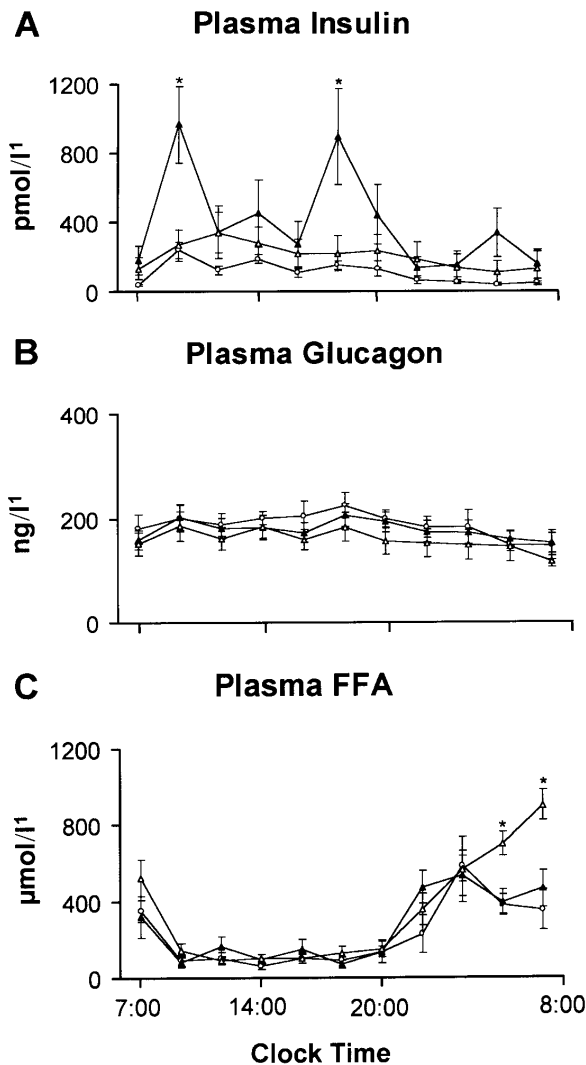 A Plasma Insulin
1200
* *
800
pmol/l¹
400
0
B Plasma Glucagon
400
ng/l¹
200
0
C Plasma FFA
1200
*
800
*
µmol/l¹
400
0
7:00 14:00 20:00 8:00
Clock Time